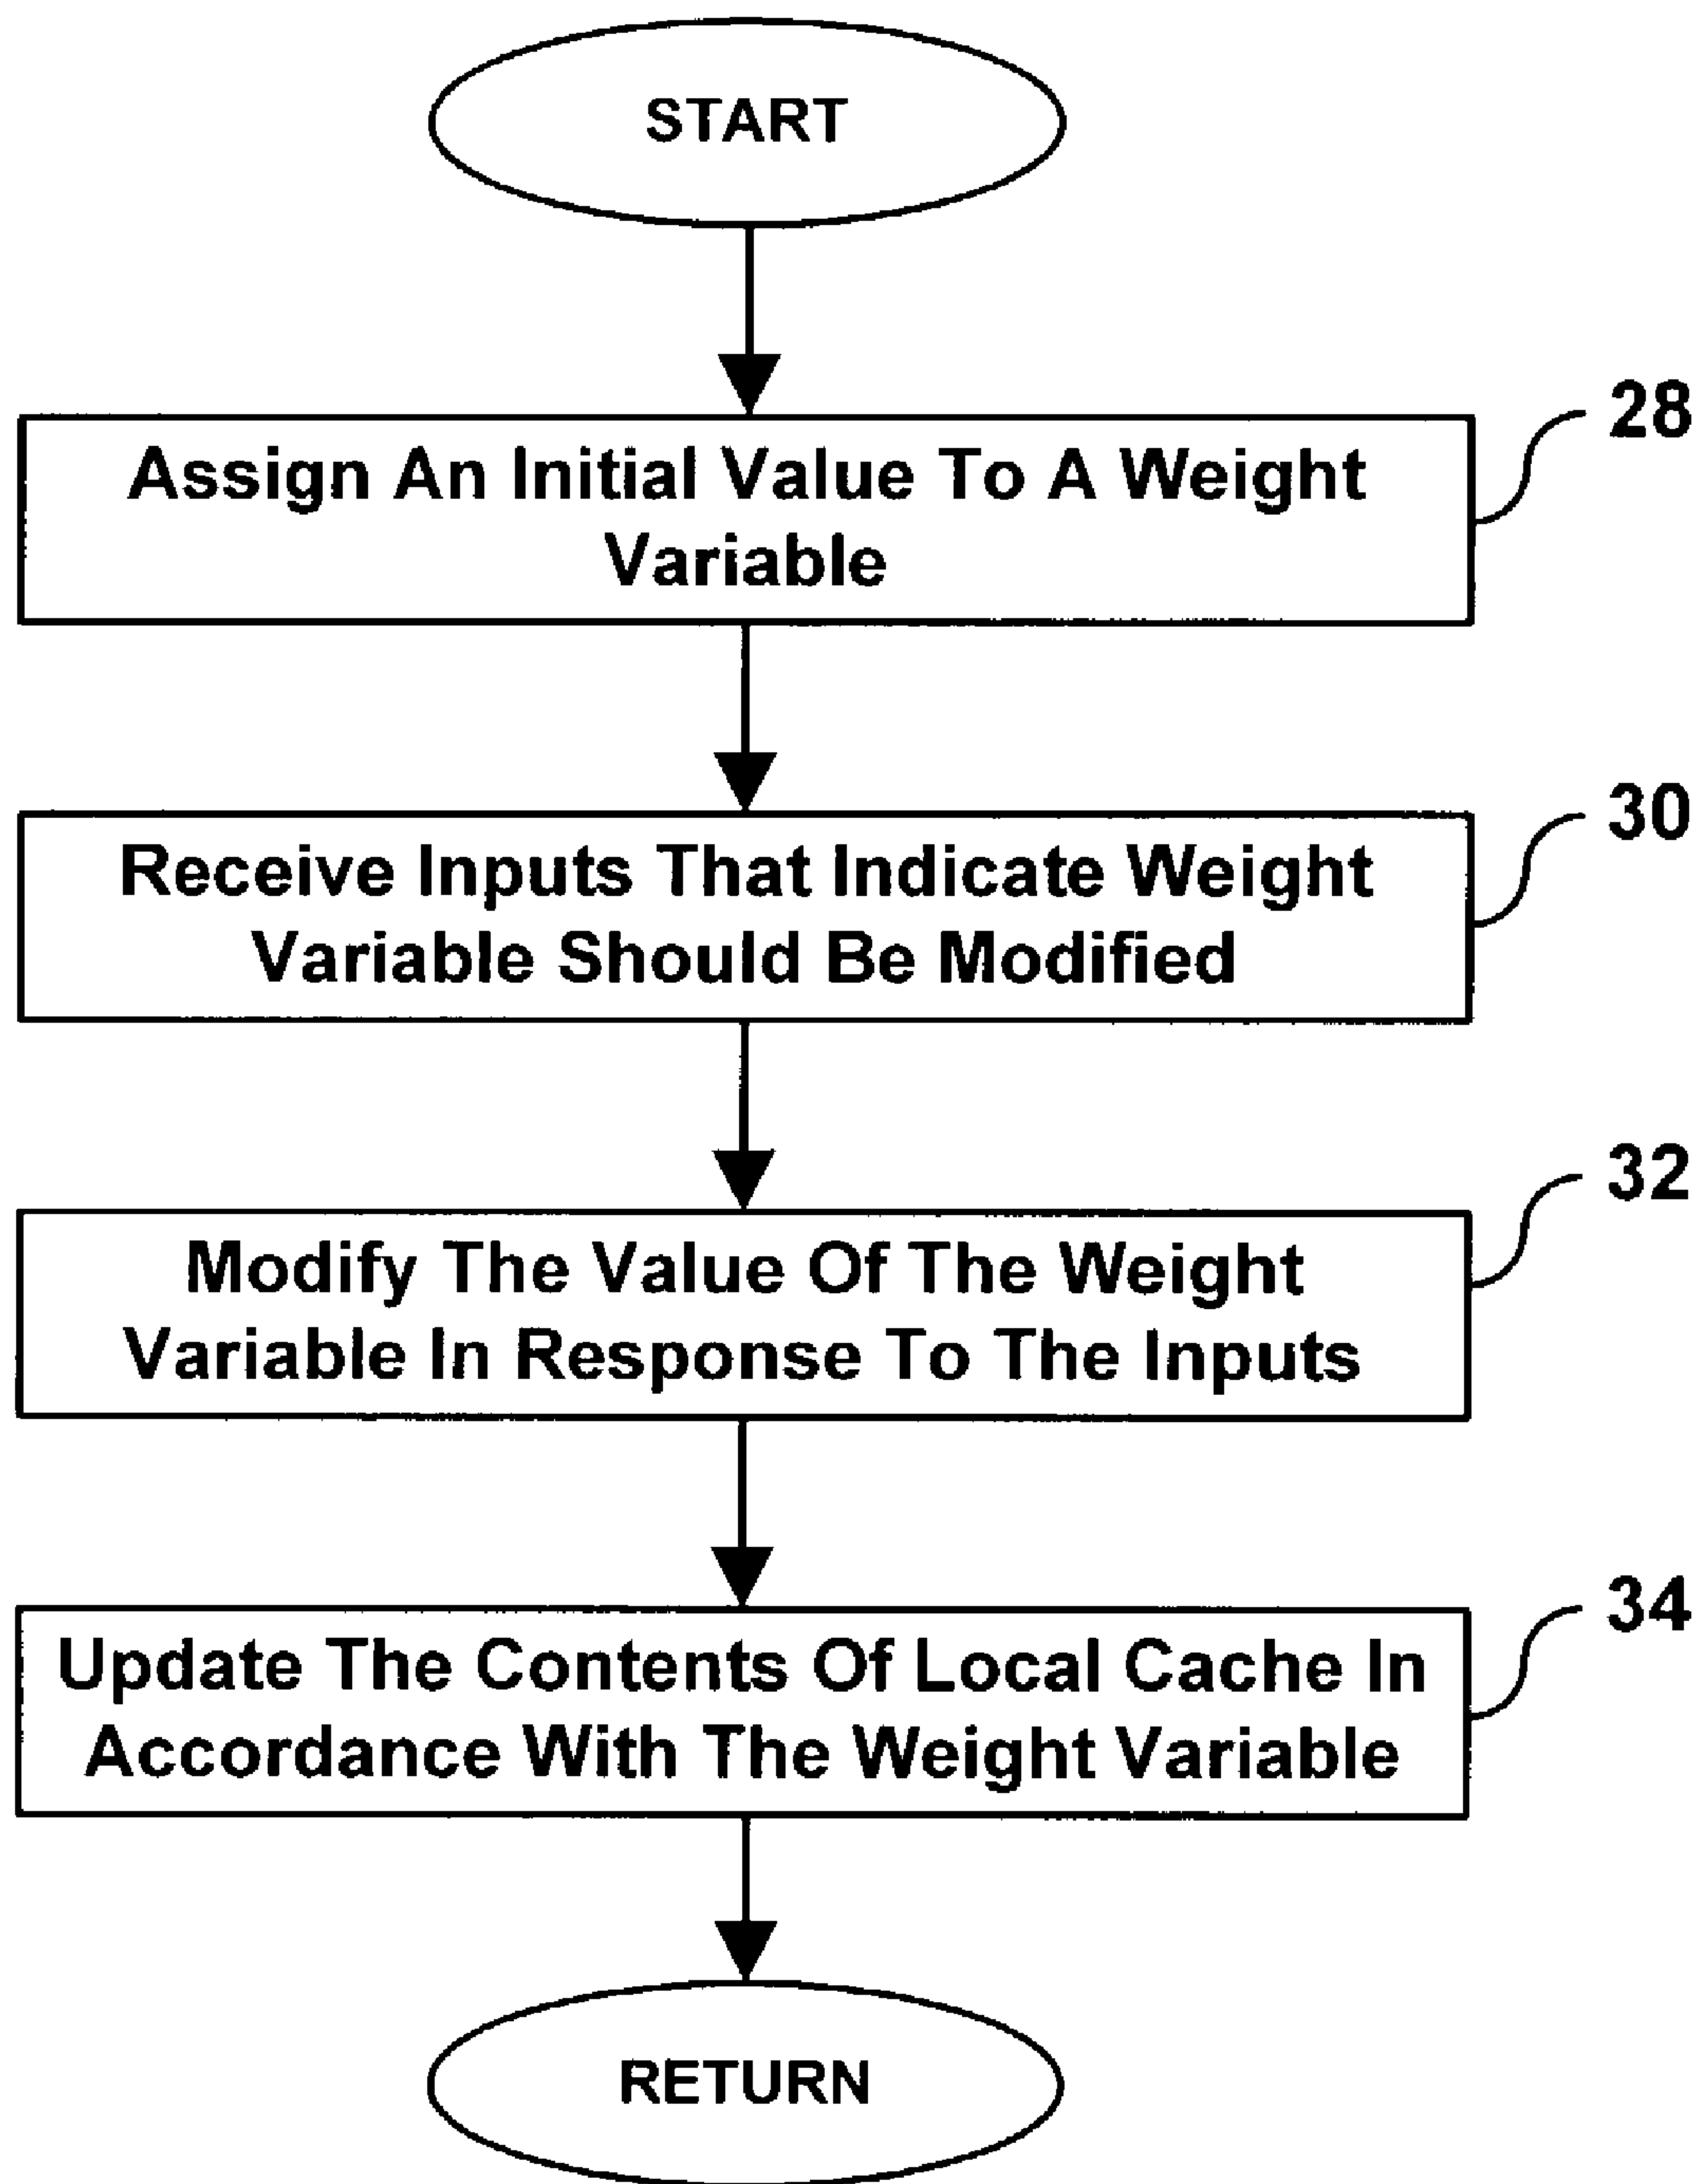 START
28
Assign An Initial Value To A Weight
Variable
30
Receive Inputs That Indicate Weight
Variable Should Be Modified
32
Modify The Value Of The Weight
Variable In Response To The Inputs
34
Update The Contents Of Local Cache In
Accordance With The Weight Variable
RETURN